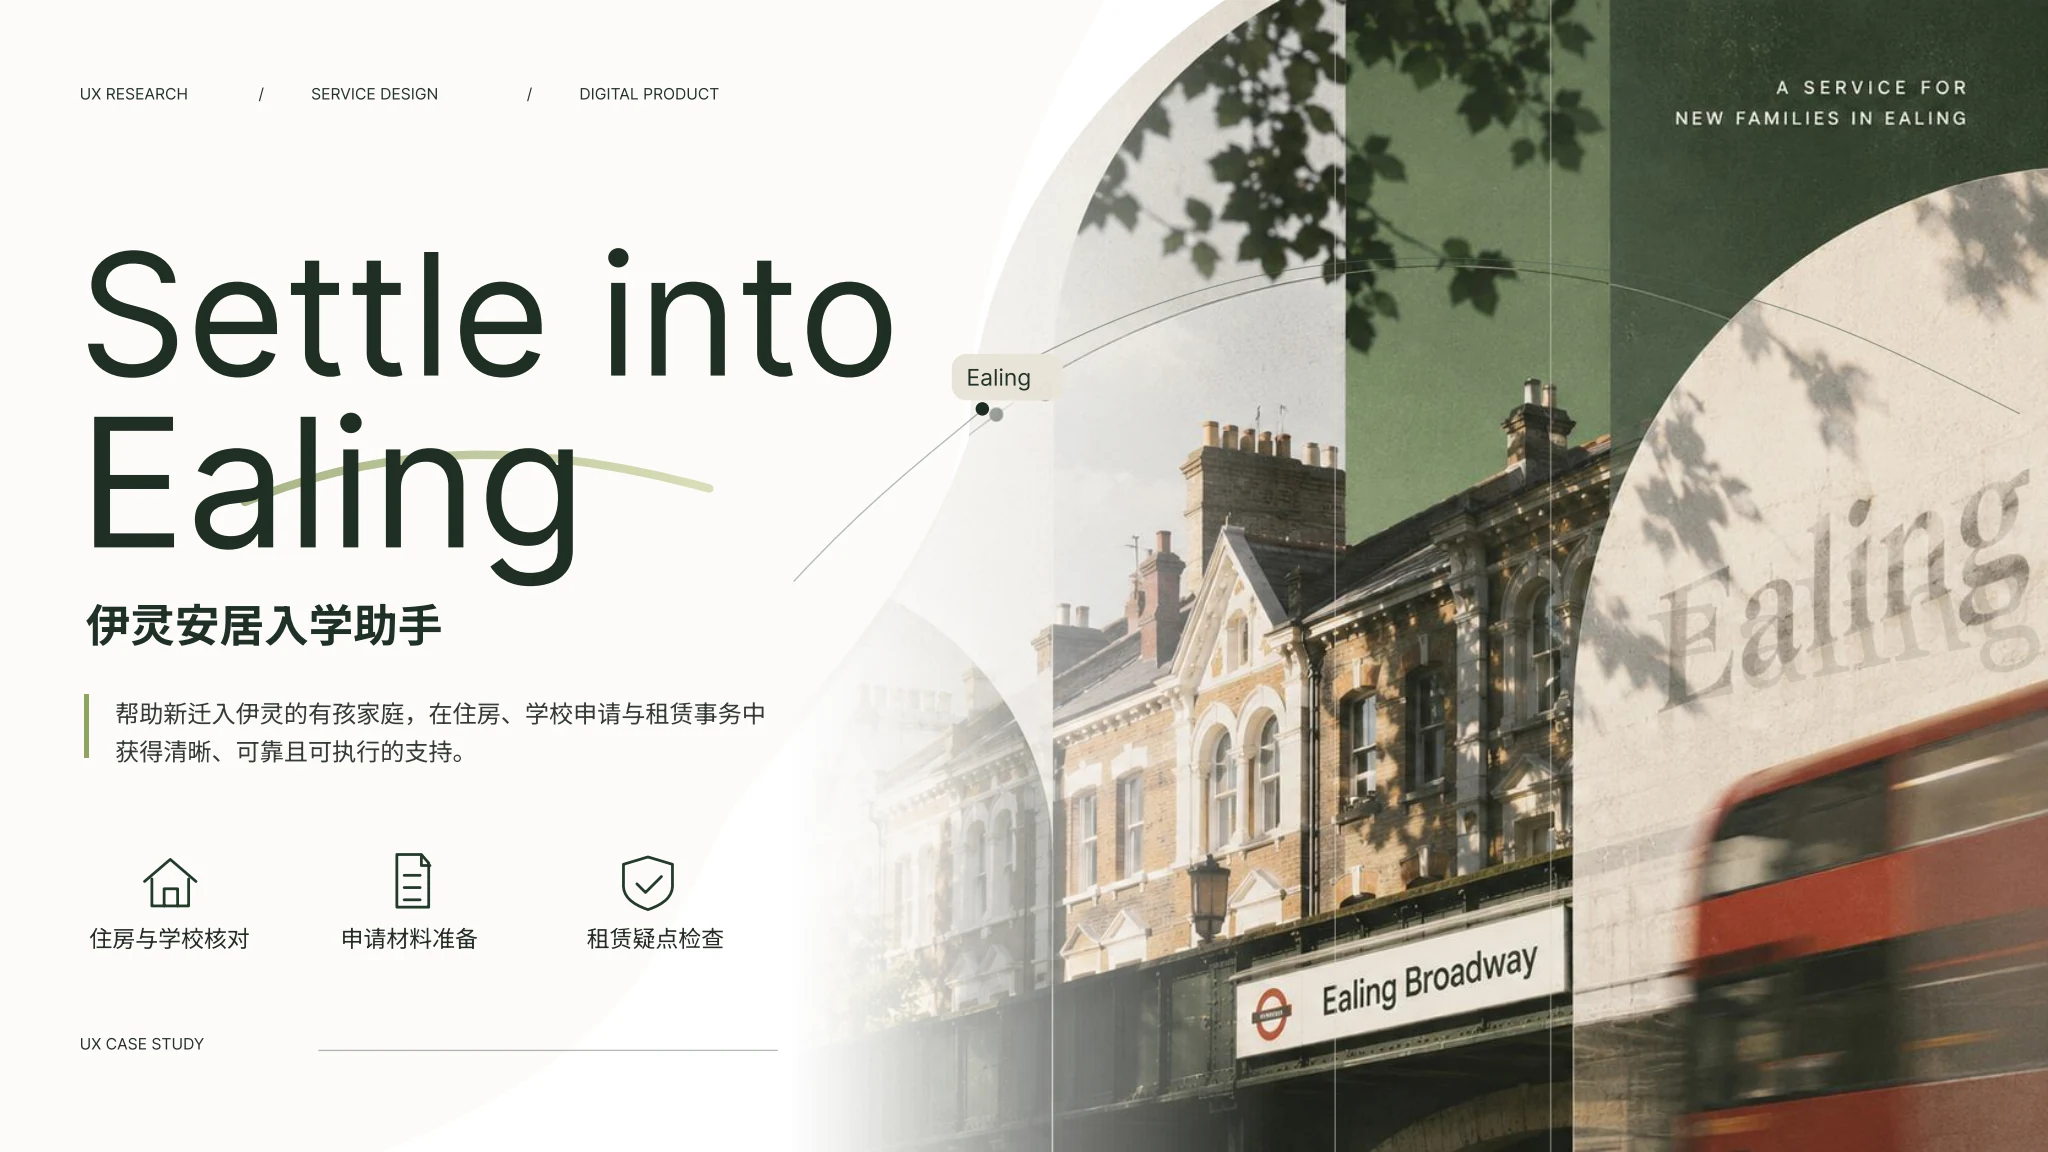 UX RESEARCH / SERVICE DESIGN / DIGITAL PRODUCT
A SERVICE FOR
NEW FAMILIES IN EALING
Settle into
Ealing
Ealing
伊灵安居入学助手
帮助新迁入伊灵的有孩家庭，在住房、学校申请与租赁事务中
获得清晰、可靠且可执行的支持。
住房与学校核对
申请材料准备
租赁疑点检查
UX CASE STUDY
Ealing
Ealing Broadway